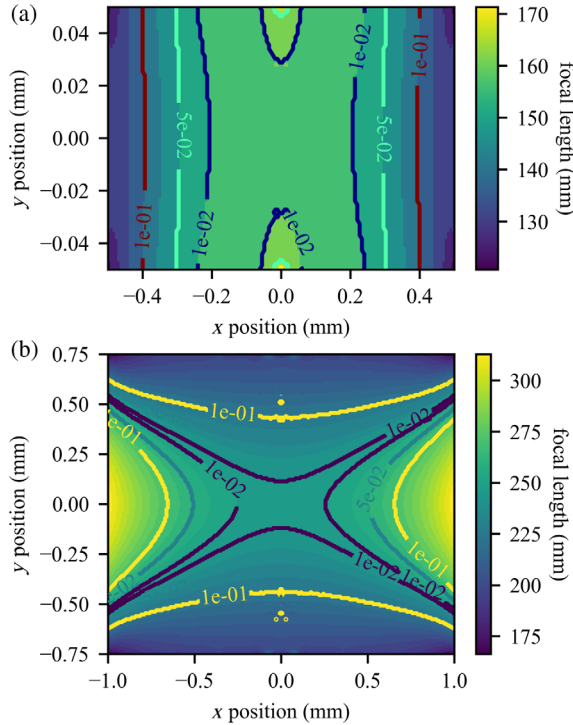 (a)
0.04
0.02
0.00
−0.02
−0.04
y position (mm)
1e-01
5e-02
1e-02
1e-02
1e-02
1e-02
5e-02
1e-01
−0.4
−0.2
0.0
0.2
0.4
x position (mm)
170
160
150
140
130
focal length (mm)
(b)
0.75
0.50
0.25
0.00
−0.25
−0.50
−0.75
y position (mm)
1e-01
1e-02
1e-01
1e-02
5e-02
1e-01
5e-02
1e-02
1e-02
1e-01
−1.0
−0.5
0.0
0.5
1.0
x position (mm)
300
275
250
225
200
175
focal length (mm)